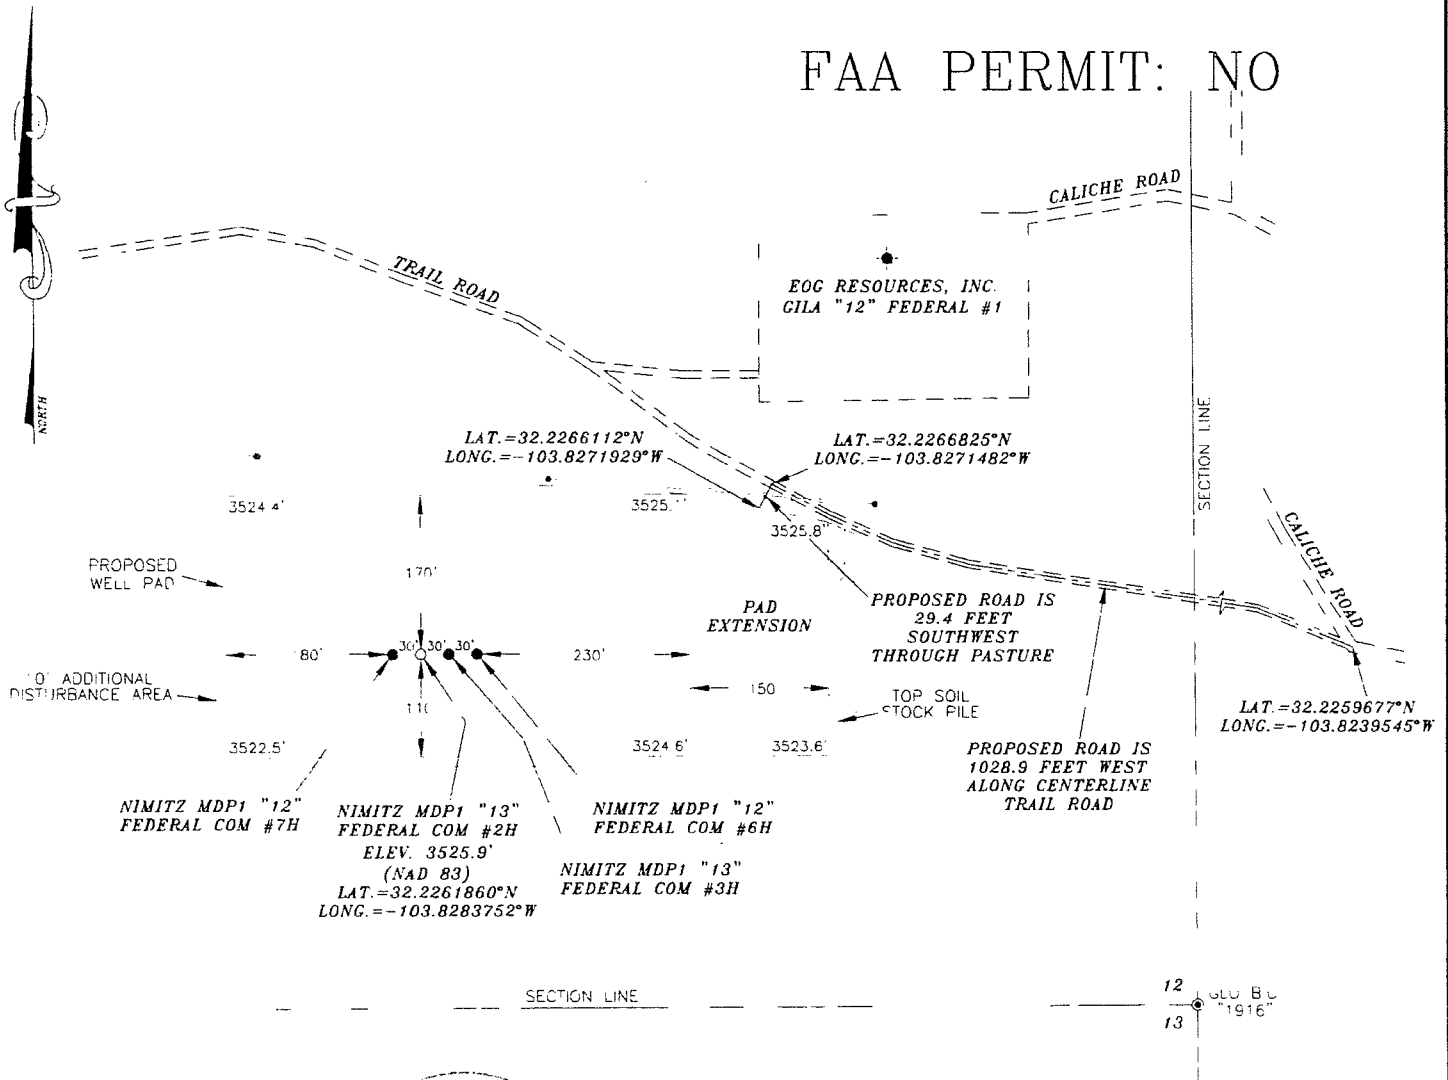 FAA PERMIT: NO
CALICHE ROAD
TRAIL ROAD
EOG RESOURCES, INC.
GILA "12" FEDERAL #1
NORTH
SECTION LINE
LAT.=32.2266112°N
LONG.=-103.8271929°W
LAT.=32.2266825°N
LONG.=-103.8271482°W
3524.4'
3525.8"
CALICHE ROAD
PROPOSED
WELL PAD
170'
PAD
EXTENSION
PROPOSED ROAD IS
29.4 FEET
SOUTHWEST
THROUGH PASTURE
30' 30' 30'
80'
230'
ADDITIONAL
DISTURBANCE AREA
150
TOP SOIL
STOCK PILE
LAT.=32.2259677°N
LONG.=-103.8239545°W
3522.5'
3524.6'
3523.6'
PROPOSED ROAD IS
1028.9 FEET WEST
ALONG CENTERLINE
TRAIL ROAD
NIMITZ MDP1 "12"
FEDERAL COM #7H
NIMITZ MDP1 "13"
FEDERAL COM #2H
ELEV. 3525.9'
(NAD 83)
LAT.=32.2261860°N
LONG.=-103.8283752°W
NIMITZ MDP1 "12"
FEDERAL COM #6H
NIMITZ MDP1 "13"
FEDERAL COM #3H
SECTION LINE
12
13
"1916"